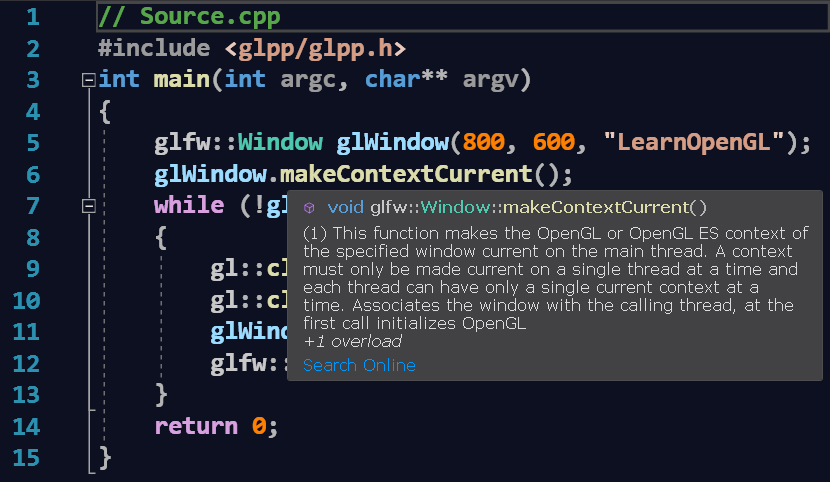 1 // Source.cpp
2 #include <glpp/glpp.h>
3 int main(int argc, char** argv)
4 {
5 glfw::Window glWindow(800, 600, "LearnOpenGL");
6 glWindow.makeContextCurrent();
7 while (!gl
void glfw::Window::makeContextCurrent()
(1) This function makes the OpenGL or OpenGL ES context of
the specified window current on the main thread. A context
must only be made current on a single thread at a time and
each thread can have only a single current context at a
time. Associates the window with the calling thread, at the
first call initializes OpenGL
+1 overload
Search Online
8 {
9 gl::cl
10 gl::cl
11 glWind
12 glfw::
13 }
14 return 0;
15 }